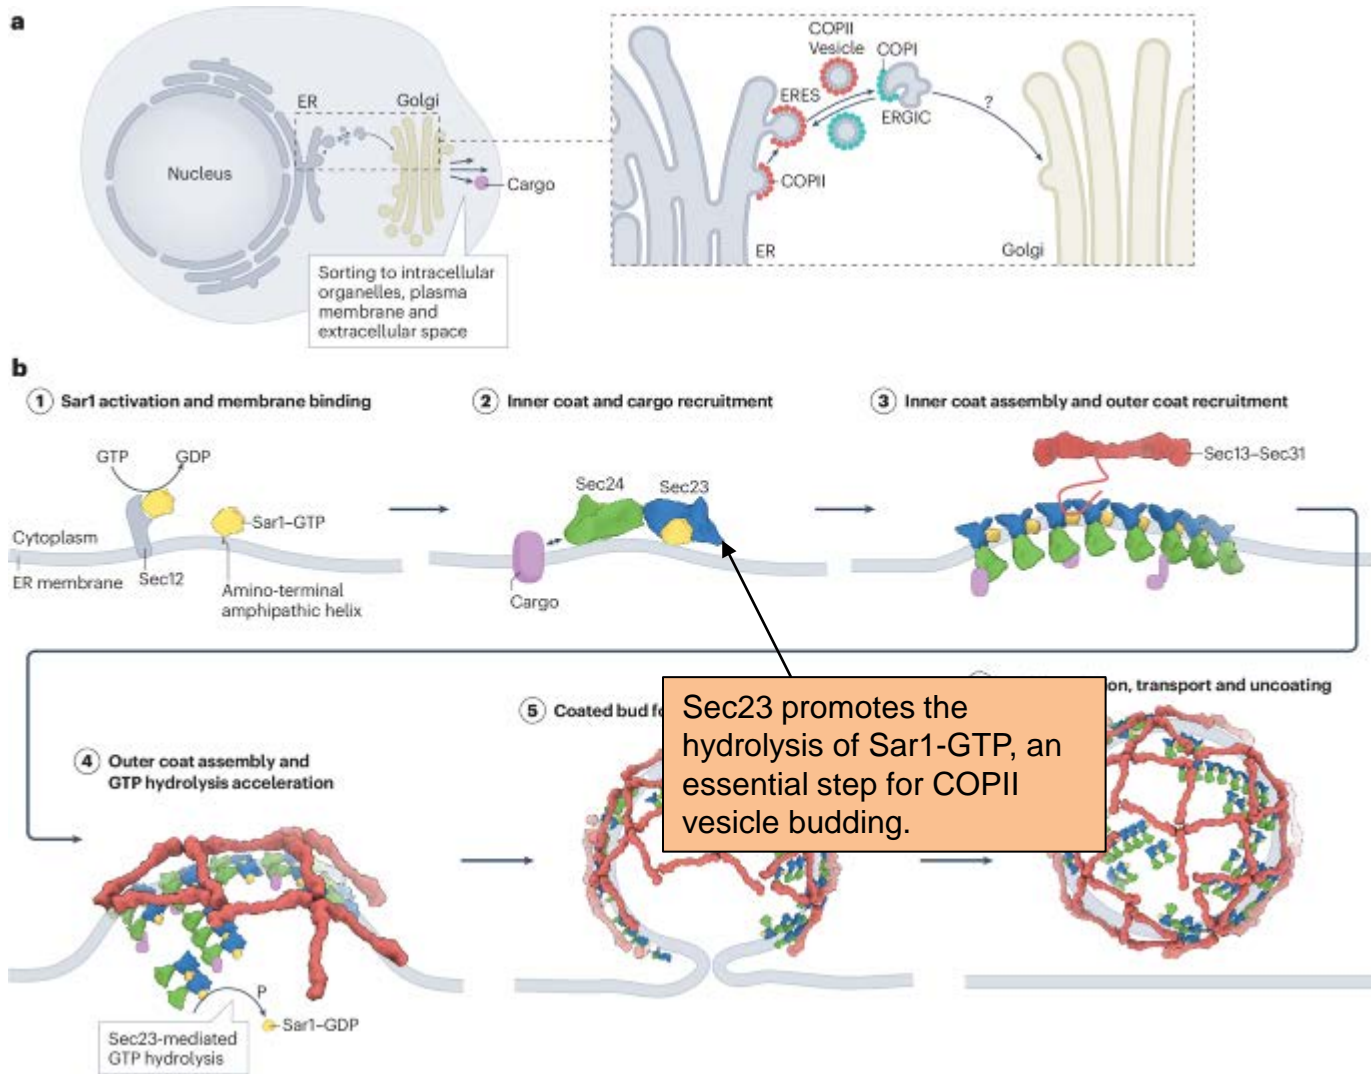 a
ER
Golgi
Nucleus
Cargo
Sorting to intracellular
organelles, plasma
membrane and
extracellular space
COPII
Vesicle
COPI
ERES
ERGIC
?
COPII
ER
Golgi
b
1 Sar1 activation and membrane binding
GTP
GDP
Sar1–GTP
Cytoplasm
ER membrane
Sec12
Amino-terminal
amphipathic helix
2 Inner coat and cargo recruitment
Sec24
Sec23
Cargo
3 Inner coat assembly and outer coat recruitment
Sec13–Sec31
4 Outer coat assembly and
GTP hydrolysis acceleration
P
Sar1–GDP
Sec23-mediated
GTP hydrolysis
5 Coated bud
Sec23 promotes the
hydrolysis of Sar1-GTP, an
essential step for COPII
vesicle budding.
transport and uncoating